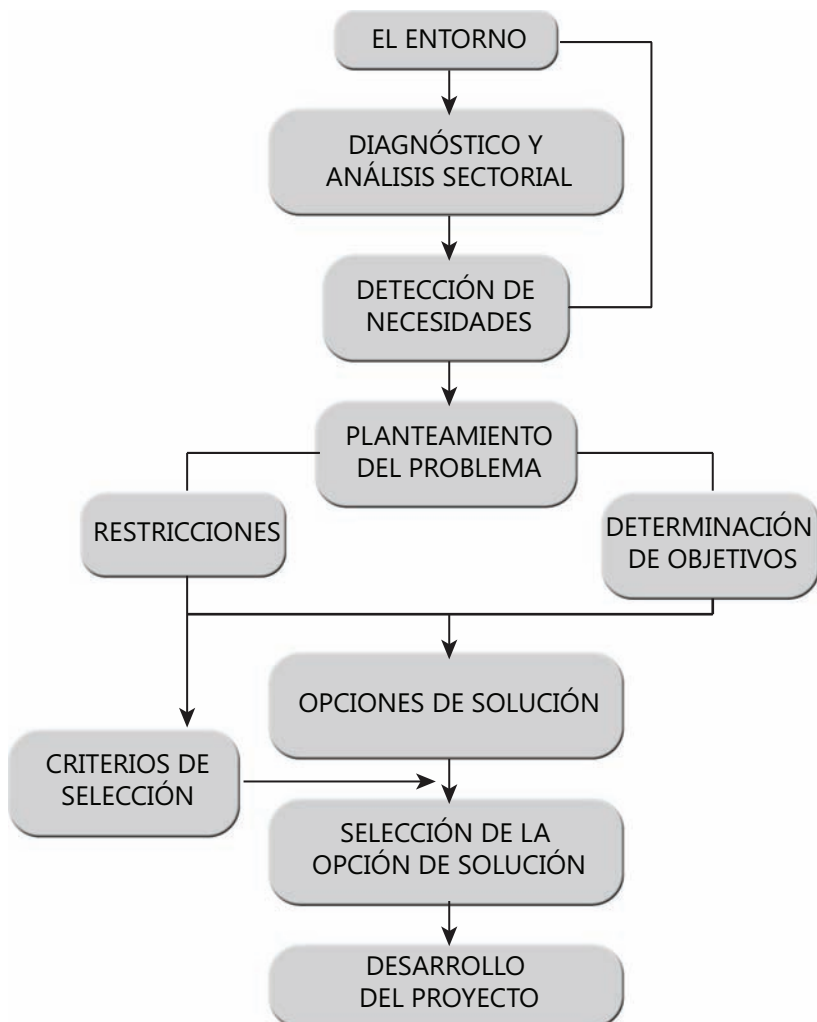 EL ENTORNO
DIAGNÓSTICO Y
ANÁLISIS SECTORIAL
DETECCIÓN DE
NECESIDADES
PLANTEAMIENTO
DEL PROBLEMA
RESTRICCIONES
DETERMINACIÓN
DE OBJETIVOS
OPCIONES DE SOLUCIÓN
CRITERIOS DE
SELECCIÓN
SELECCIÓN DE LA
OPCIÓN DE SOLUCIÓN
DESARROLLO
DEL PROYECTO